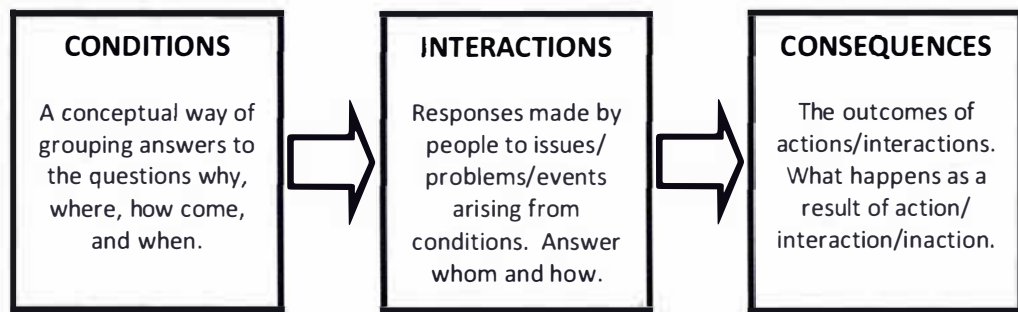 CONDITIONS
A conceptual way of
grouping answers to
the questions why,
where, how come,
and when.
INTERACTIONS
Responses made by
people to issues/
problems/events
arising from
conditions. Answer
whom and how.
CONSEQUENCES
The outcomes of
actions/interactions.
What happens as a
result of action/
interaction/inaction.